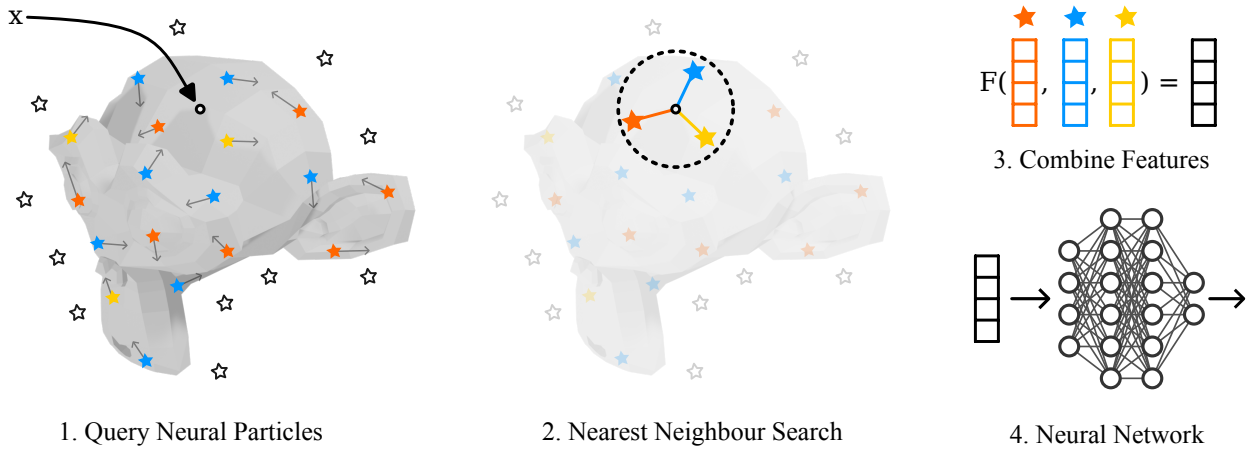 x
1. Query Neural Particles
2. Nearest Neighbour Search
F( , , ) =
3. Combine Features
4. Neural Network